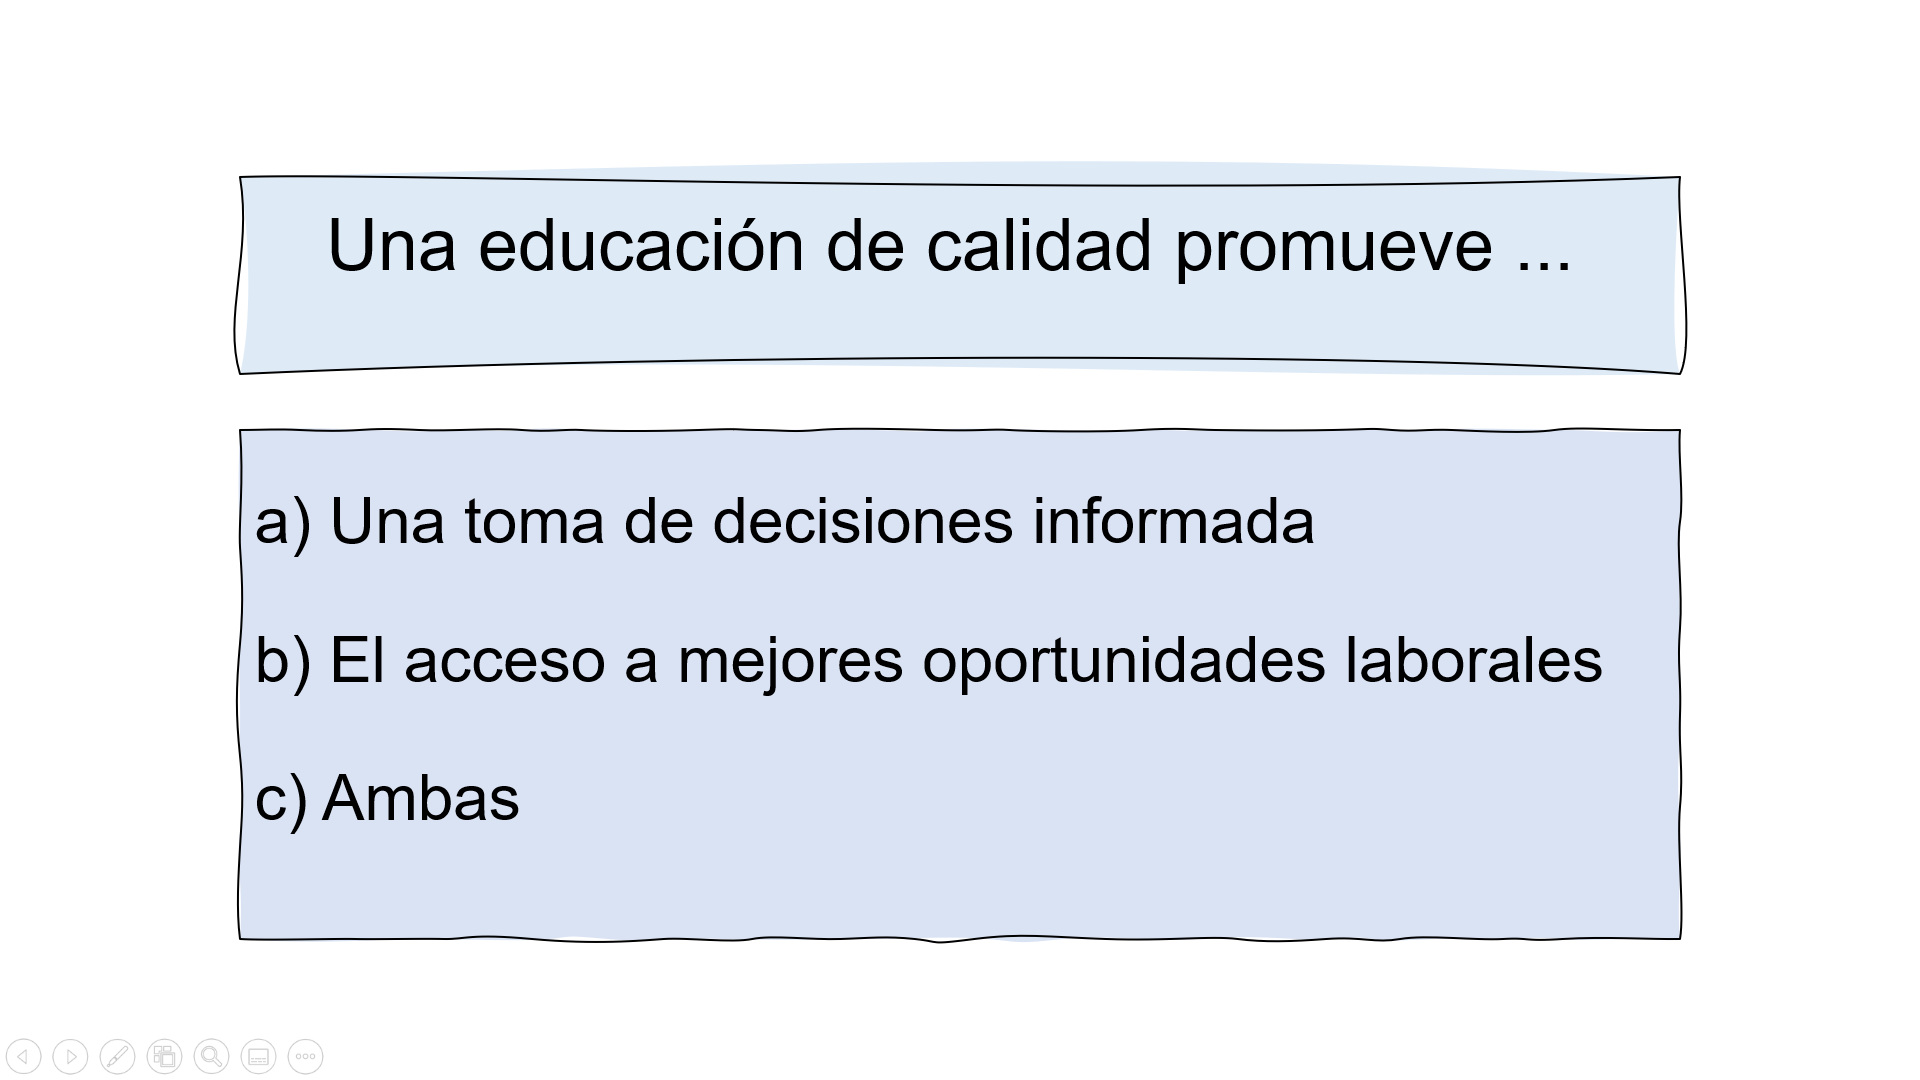 Una educación de calidad promueve ...
a) Una toma de decisiones informada
b) El acceso a mejores oportunidades laborales
c) Ambas